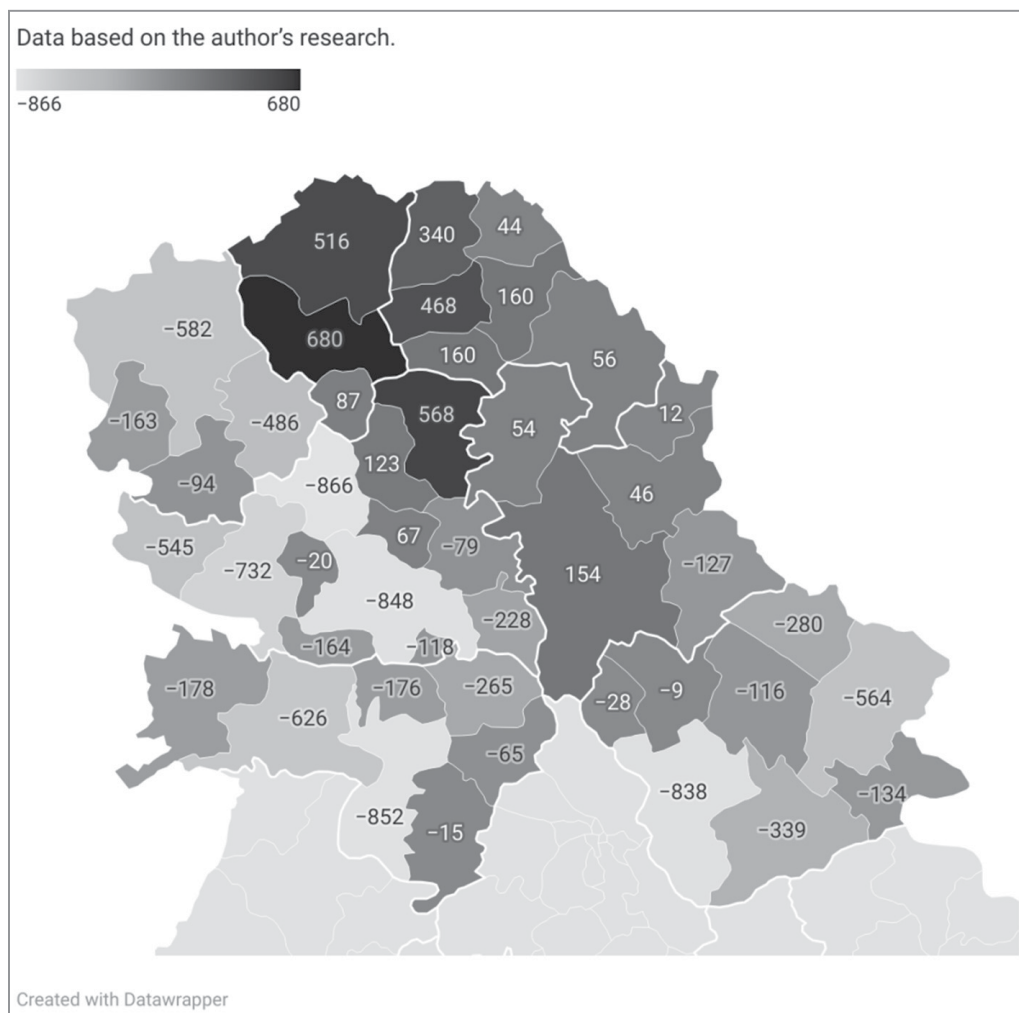 Data based on the author’s research.
−866 680
516 340 44
468 160
−582 680
160 56
87 568 12
−163 −486 54
123
−94 −866 46
67
−545 −20 −79
−732 154 −127
−848
−228 −280
−164 −118
−178 −176 −265 −28 −9 −116 −564
−626
−65
−838 −134
−852 −15 −339
Created with Datawrapper